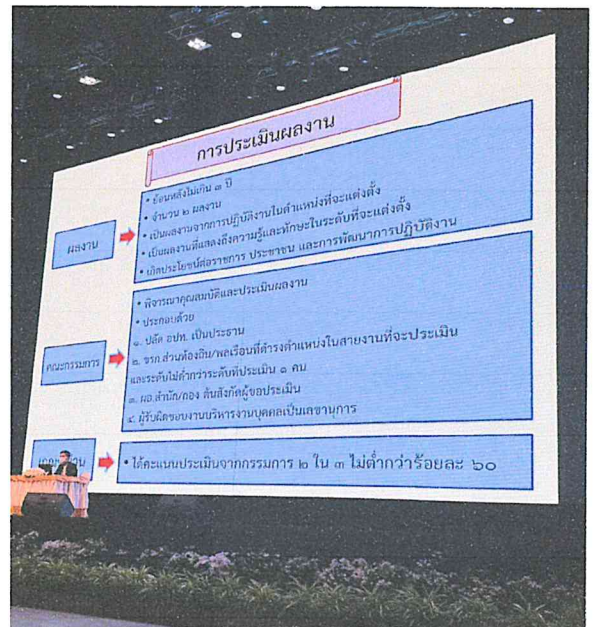 การประเมินผลงาน
ผลงาน
• ย้อนหลังไม่เกิน ๓ ปี
• จำนวน ๒ ผลงาน
• เป็นผลงานจากการปฏิบัติงานในตำแหน่งที่จะแต่งตั้ง
• เป็นผลงานที่แสดงถึงความรู้และทักษะในระดับที่จะแต่งตั้ง
• เกิดประโยชน์ต่อราชการ ประชาชน และการพัฒนาการปฏิบัติงาน
คณะกรรมการ
• พิจารณาคุณสมบัติและประเมินผลงาน
• ประกอบด้วย
๑. ปลัด อปท. เป็นประธาน
๒. ขรก.ส่วนท้องถิ่น/พลเรือนที่ดำรงตำแหน่งในสายงานที่จะประเมิน
และระดับไม่ต่ำกว่าระดับที่ประเมิน ๑ คน
๓. ผอ.สำนัก/กอง ต้นสังกัดผู้ขอประเมิน
๔. ผู้รับผิดชอบงานบริหารงานบุคคลเป็นเลขานุการ
• ได้คะแนนประเมินจากกรรมการ ๒ ใน ๓ ไม่ต่ำกว่าร้อยละ ๖๐